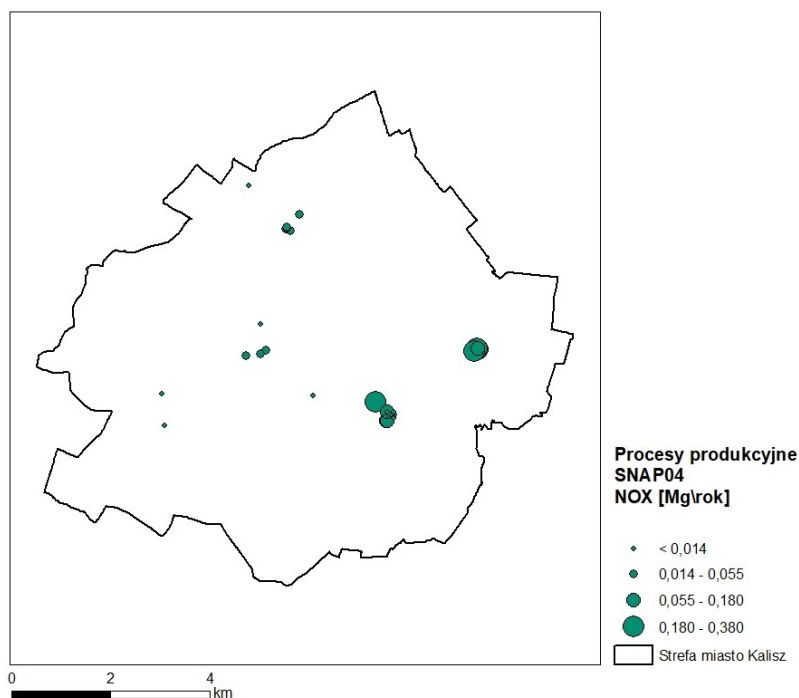 Procesy produkcyjne
SNAP04
NOX [Mg\rok]
< 0,014
0,014 - 0,055
0,055 - 0,180
0,180 - 0,380
Strefa miasto Kalisz
0 2 4
km